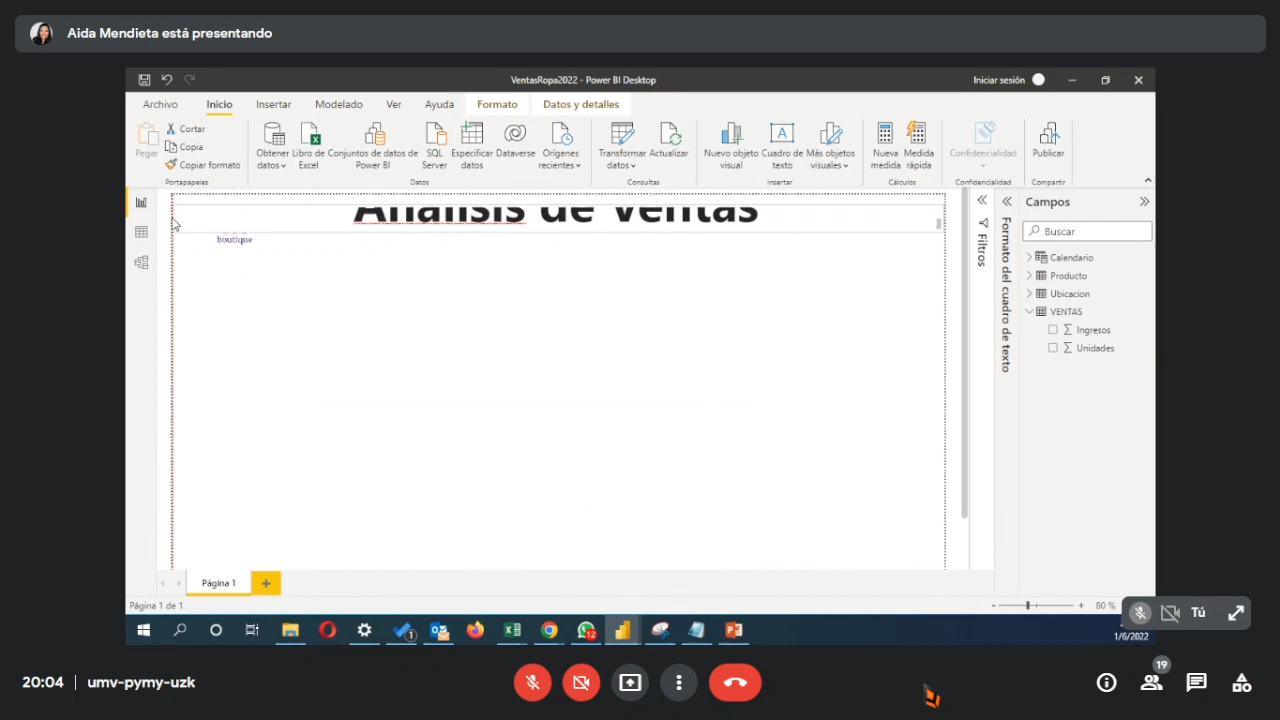 Aida Mendieta está presentando
VentasRopa2022 - Power BI Desktop
Iniciar sesión
Archivo Inicio Insertar Modelado Ver Ayuda Formato Datos y detalles
Pegar
Cortar
Copia
Copiar formato
Portapapeles
Obtener datos
Libro de Excel
Conjuntos de datos de Power BI
SQL Server
Especificar datos
Dataverse
Orígenes recientes
Datos
Transformar datos
Actualizar
Consultas
Nuevo objeto visual
Cuadro de texto
Más objetos visuales
Insertar
Nueva medida
Medida rápida
Cálculos
Confidencialidad
Confidencialidad
Publicar
Compartir
Análisis de Ventas
boutique
Filtros
Formato del cuadro de texto
Campos
Buscar
Calendario
Producto
Ubicacion
VENTAS
Ingresos
Unidades
Página 1
Página 1 de 1
80 %
Tú
1
12
1/6/2022
20:04 | umv-pymy-uzk
19